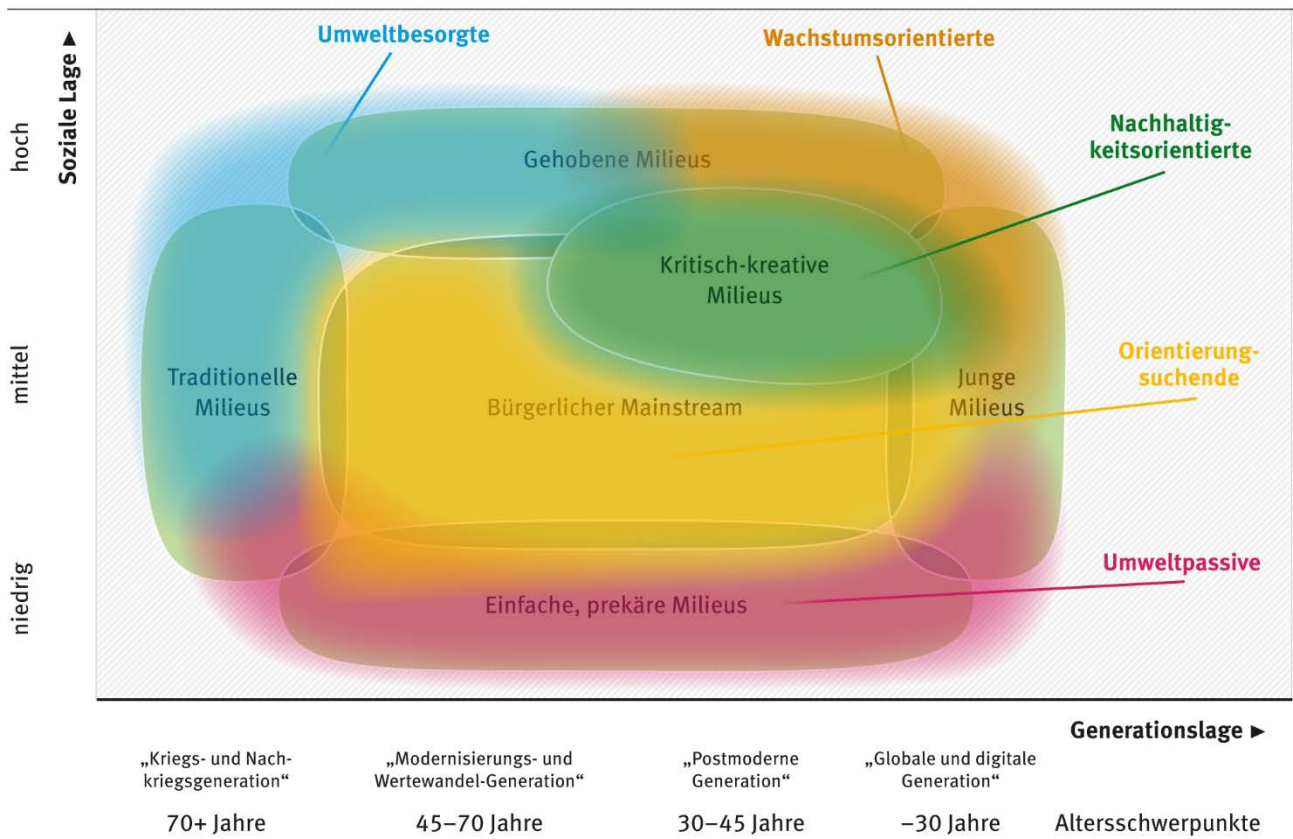 Soziale Lage ►
hoch
mittel
niedrig
Umweltbesorgte
Wachstumsorientierte
Nachhaltig-
keitsorientierte
Gehobene Milieus
Kritisch-kreative
Milieus
Orientierung-
suchende
Traditionelle
Milieus
Bürgerlicher Mainstream
Junge
Milieus
Umweltpassive
Einfache, prekäre Milieus
Generationslage ►
„Kriegs- und Nach-
kriegsgeneration“
„Modernisierungs- und
Wertewandel-Generation“
„Postmoderne
Generation“
„Globale und digitale
Generation“
70+ Jahre
45–70 Jahre
30–45 Jahre
–30 Jahre
Altersschwerpunkte